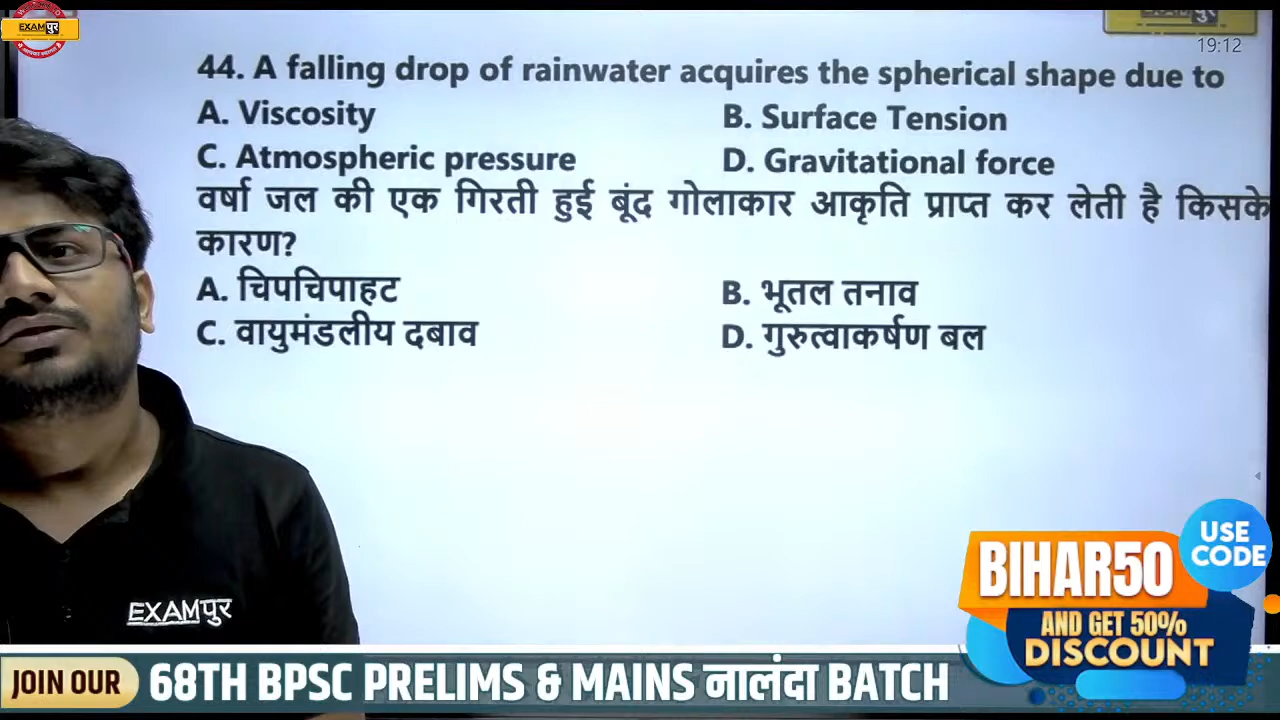 EXAMपुर
19:12
44. A falling drop of rainwater acquires the spherical shape due to
A. Viscosity B. Surface Tension
C. Atmospheric pressure D. Gravitational force
वर्षा जल की एक गिरती हुई बूंद गोलाकार आकृति प्राप्त कर लेती है किसके
कारण?
A. चिपचिपाहट B. भूतल तनाव
C. वायुमंडलीय दबाव D. गुरुत्वाकर्षण बल
EXAMपुर
USE
CODE
BIHAR50
AND GET 50%
DISCOUNT
JOIN OUR 68TH BPSC PRELIMS & MAINS नालंदा BATCH